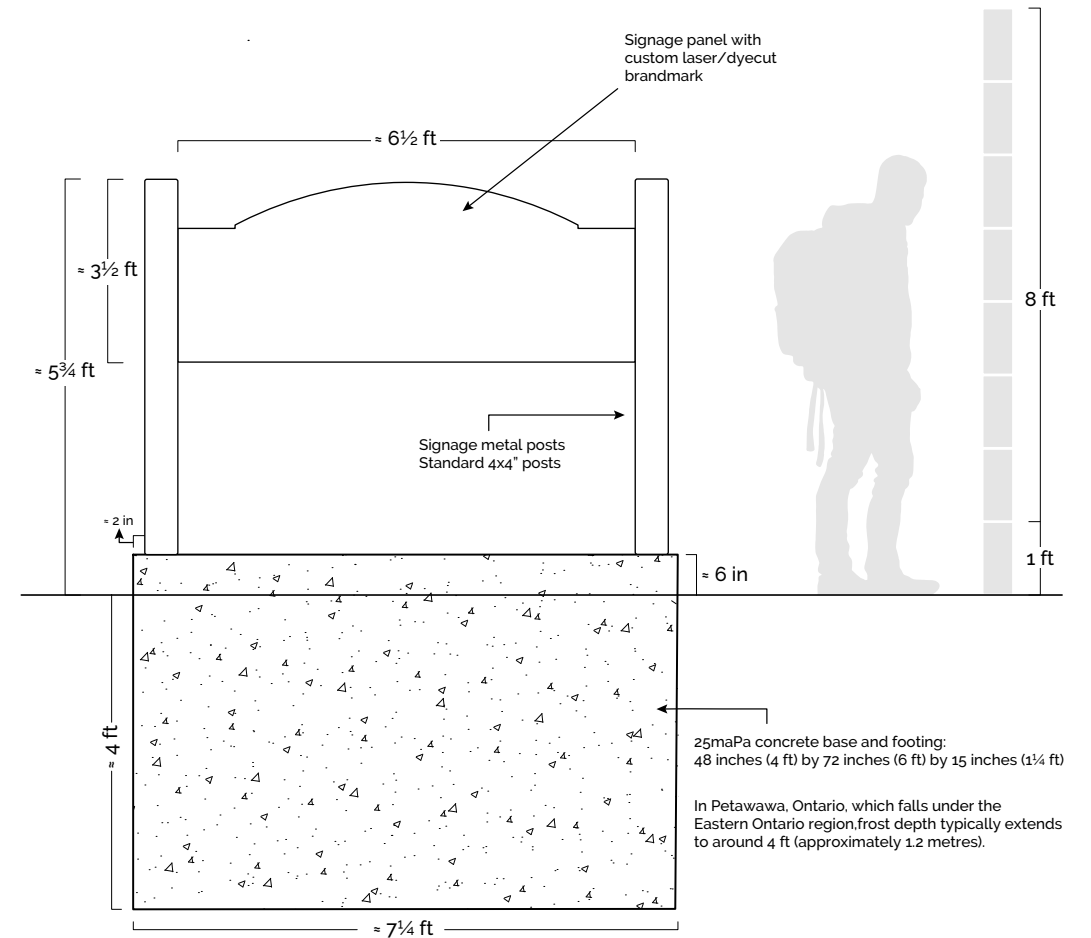 Signage panel with
custom laser/dyecut
brandmark
≈ 6½ ft
≈ 3½ ft
≈ 5¾ ft
8 ft
Signage metal posts
Standard 4x4” posts
≈ 2 in
≈ 6 in
1 ft
≈ 4 ft
25maPa concrete base and footing:
48 inches (4 ft) by 72 inches (6 ft) by 15 inches (1¼ ft)
In Petawawa, Ontario, which falls under the
Eastern Ontario region,frost depth typically extends
to around 4 ft (approximately 1.2 metres).
≈ 7¼ ft